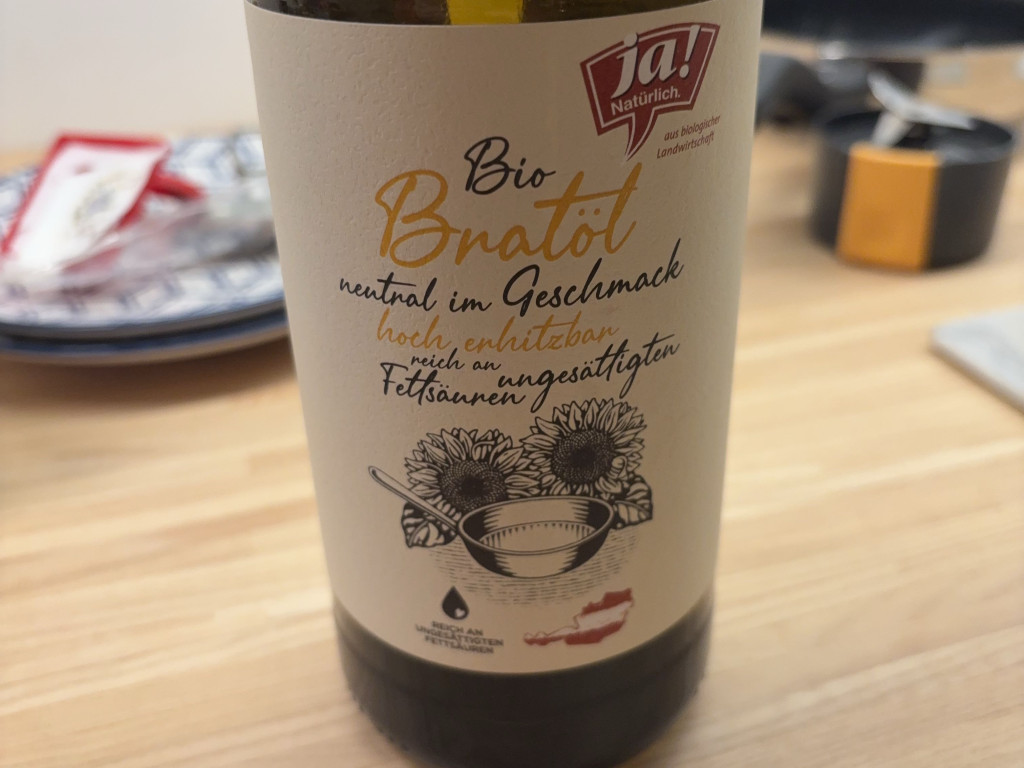 ja!
Natürlich.
aus biologischer
Landwirtschaft
Bio
Bratöl
neutral im Geschmack
hoch erhitzbar
reich an ungesättigten
Fettsäuren
REICH AN
UNGESÄTTIGTEN
FETTSÄUREN